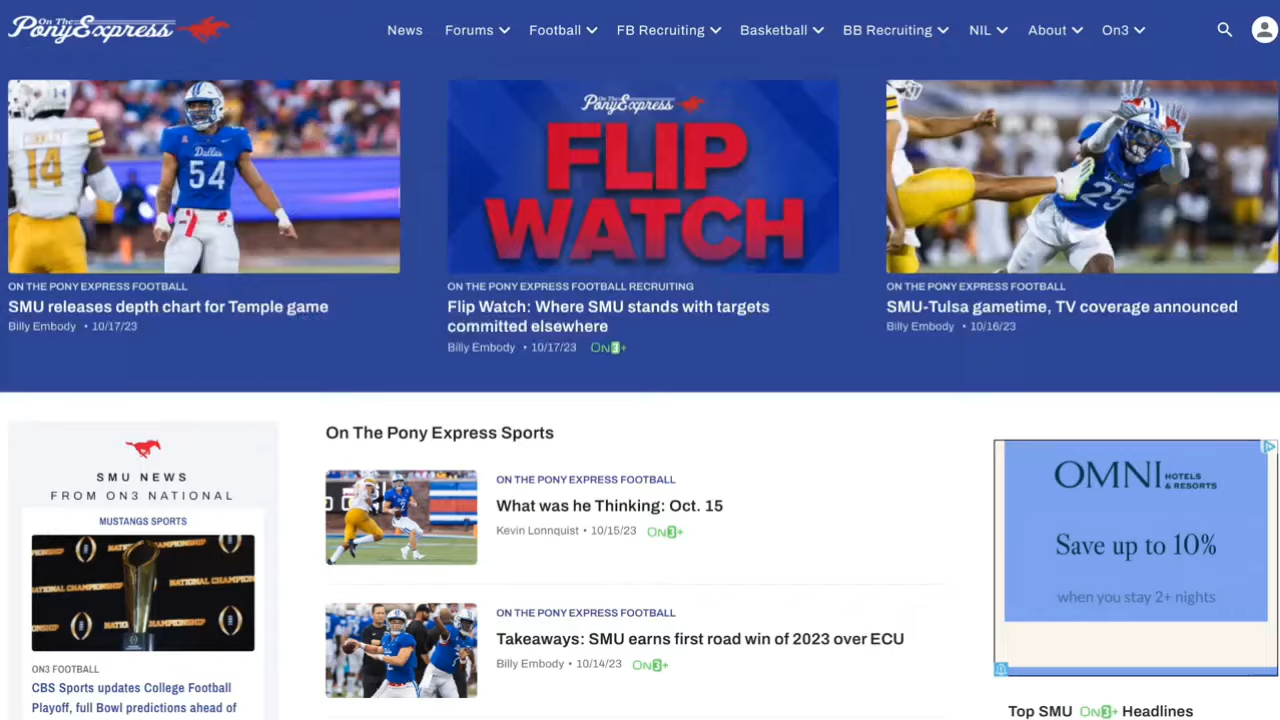 On The
PonyExpress
News Forums Football FB Recruiting Basketball BB Recruiting NIL About On3
14
Dallas
54
On The
PonyExpress
FLIP
WATCH
25
ON THE PONY EXPRESS FOOTBALL
SMU releases depth chart for Temple game
Billy Embody • 10/17/23
ON THE PONY EXPRESS FOOTBALL RECRUITING
Flip Watch: Where SMU stands with targets
committed elsewhere
Billy Embody • 10/17/23 ON3+
ON THE PONY EXPRESS FOOTBALL
SMU-Tulsa gametime, TV coverage announced
Billy Embody • 10/16/23
SMU NEWS
FROM ON3 NATIONAL
MUSTANGS SPORTS
NATIONAL CHAMPION
ON3 FOOTBALL
CBS Sports updates College Football
Playoff, full Bowl predictions ahead of
On The Pony Express Sports
ON THE PONY EXPRESS FOOTBALL
What was he Thinking: Oct. 15
Kevin Lonnquist • 10/15/23 ON3+
ON THE PONY EXPRESS FOOTBALL
Takeaways: SMU earns first road win of 2023 over ECU
Billy Embody • 10/14/23 ON3+
OMNI HOTELS
& RESORTS
Save up to 10%
when you stay 2+ nights
Top SMU ON3+ Headlines